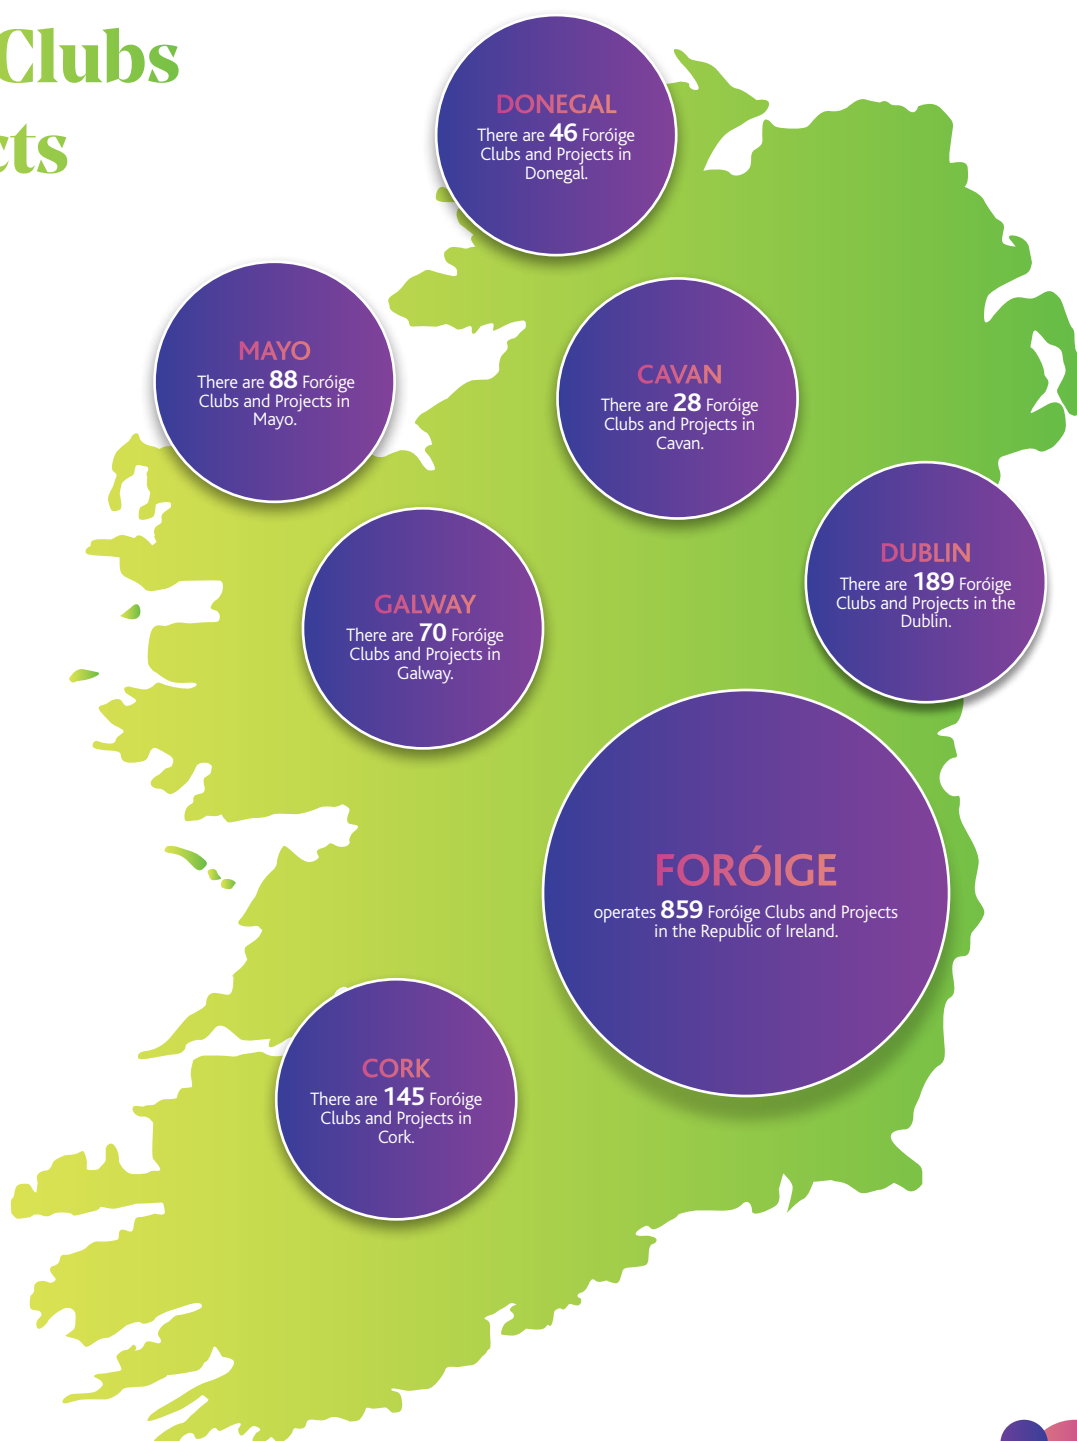 Clubs
cts
DONEGAL
There are 46 Foróige
Clubs and Projects in
Donegal.
MAYO
There are 88 Foróige
Clubs and Projects in
Mayo.
CAVAN
There are 28 Foróige
Clubs and Projects in
Cavan.
DUBLIN
There are 189 Foróige
Clubs and Projects in the
Dublin.
GALWAY
There are 70 Foróige
Clubs and Projects in
Galway.
FORÓIGE
operates 859 Foróige Clubs and Projects
in the Republic of Ireland.
CORK
There are 145 Foróige
Clubs and Projects in
Cork.